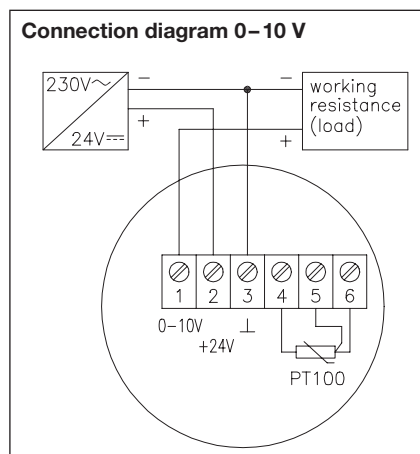 Connection diagram 0–10 V
230V~
24V⎓
−
+
−
+
working
resistance
(load)
1 2 3 4 5 6
0–10V
+24V
⊥
PT100